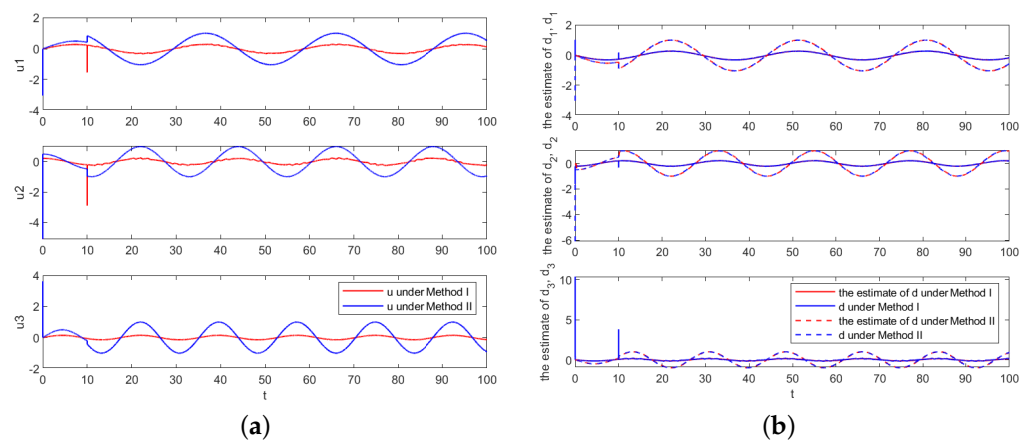 2
0
-2
-4
u1
0 10 20 30 40 50 60 70 80 90 100
0
-2
-4
u2
0 10 20 30 40 50 60 70 80 90 100
4
2
0
-2
u3
u under Method I
u under Method II
0 10 20 30 40 50 60 70 80 90 100
t
(a)
2
0
-2
-4
the estimate of d1, d1
0 10 20 30 40 50 60 70 80 90 100
0
-2
-4
-6
the estimate of d2, d2
0 10 20 30 40 50 60 70 80 90 100
10
5
0
the estimate of d3, d3
the estimate of d under Method I
d under Method I
the estimate of d under Method II
d under Method II
0 10 20 30 40 50 60 70 80 90 100
t
(b)